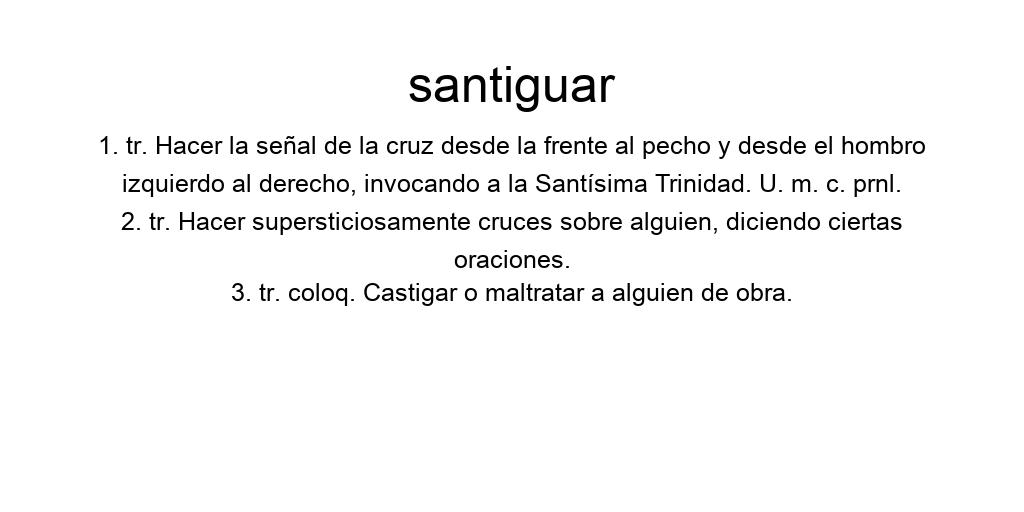 santiguar
1. tr. Hacer la señal de la cruz desde la frente al pecho y desde el hombro
izquierdo al derecho, invocando a la Santísima Trinidad. U. m. c. prnl.
2. tr. Hacer supersticiosamente cruces sobre alguien, diciendo ciertas
oraciones.
3. tr. coloq. Castigar o maltratar a alguien de obra.